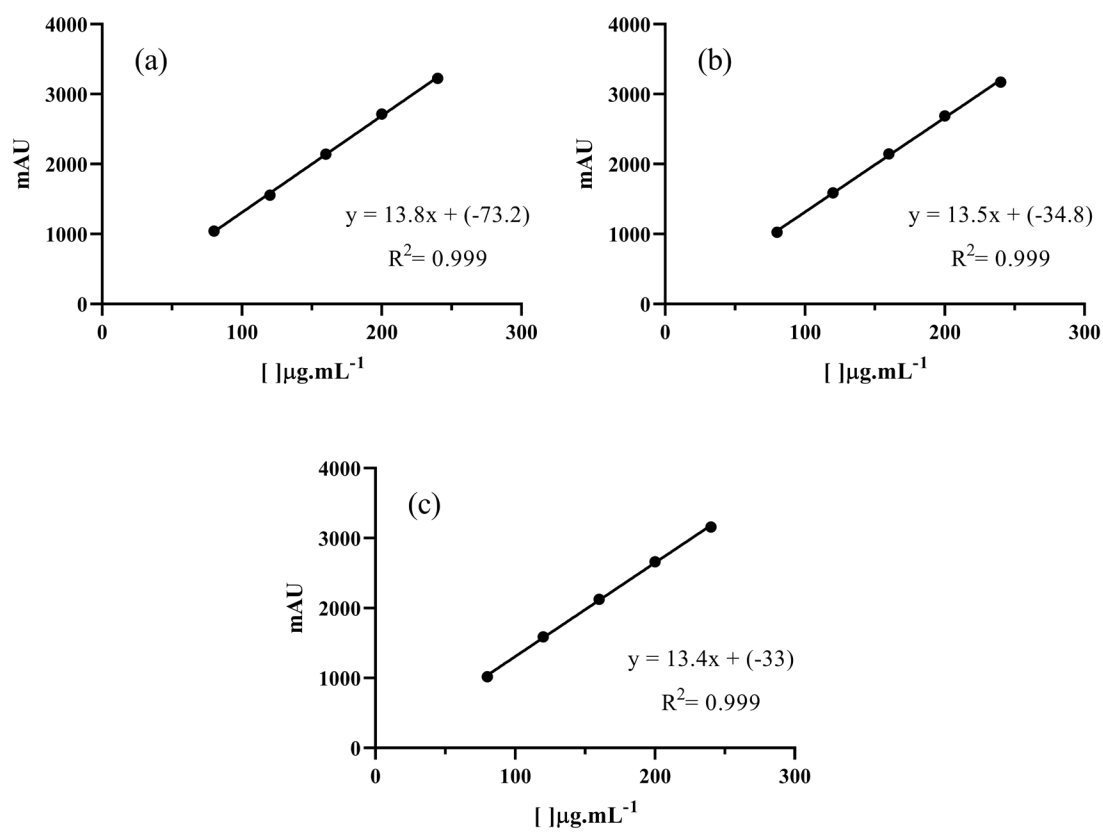 (a)
4000
3000
2000
1000
0
mAU
y = 13.8x + (-73.2)
R²= 0.999
0 100 200 300
[ ]μg.mL⁻¹
(b)
4000
3000
2000
1000
0
mAU
y = 13.5x + (-34.8)
R²= 0.999
0 100 200 300
[ ]μg.mL⁻¹
(c)
4000
3000
2000
1000
0
mAU
y = 13.4x + (-33)
R²= 0.999
0 100 200 300
[ ]μg.mL⁻¹